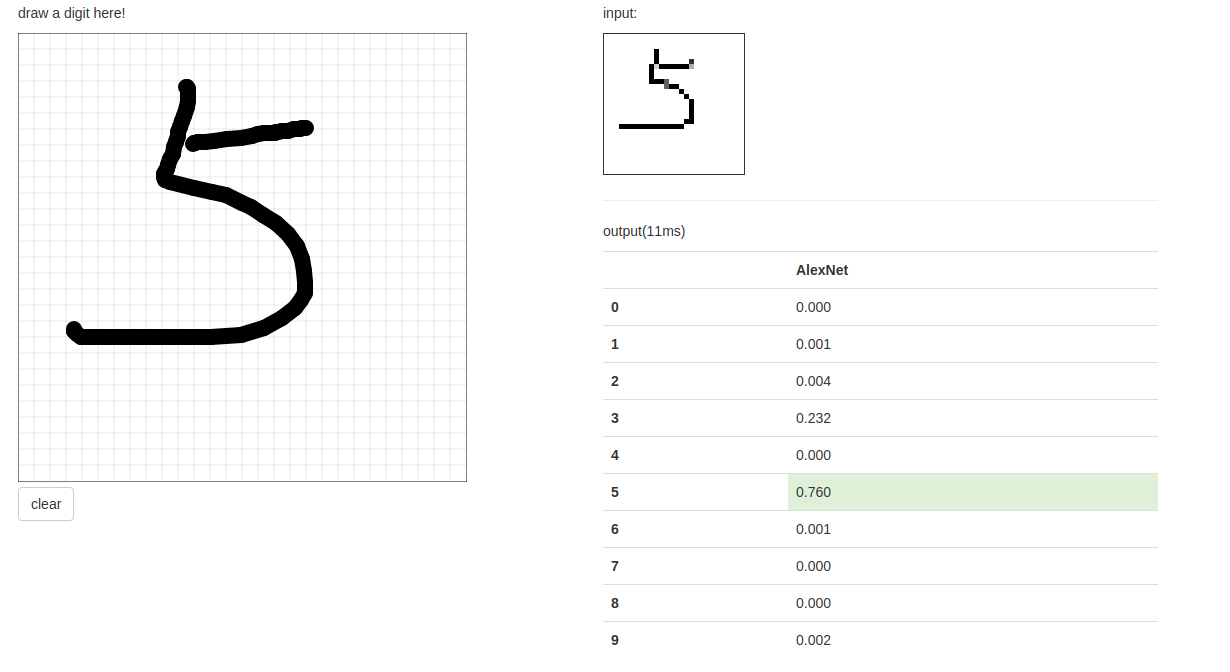 draw a digit here!
5
clear
input:
5
output(11ms)
AlexNet
0 0.000
1 0.001
2 0.004
3 0.232
4 0.000
5 0.760
6 0.001
7 0.000
8 0.000
9 0.002